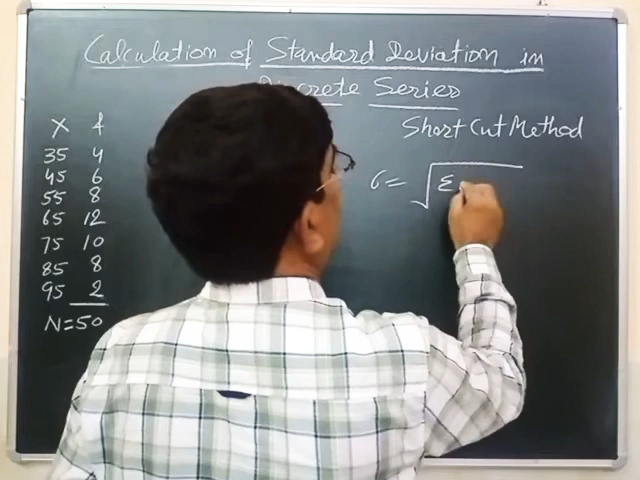 Calculation of Standard Deviation in
Series
Short Cut Method
X f
35 4
45 6
55 8
65 12
75 10
85 8
95 2
N=50
σ = √Σ